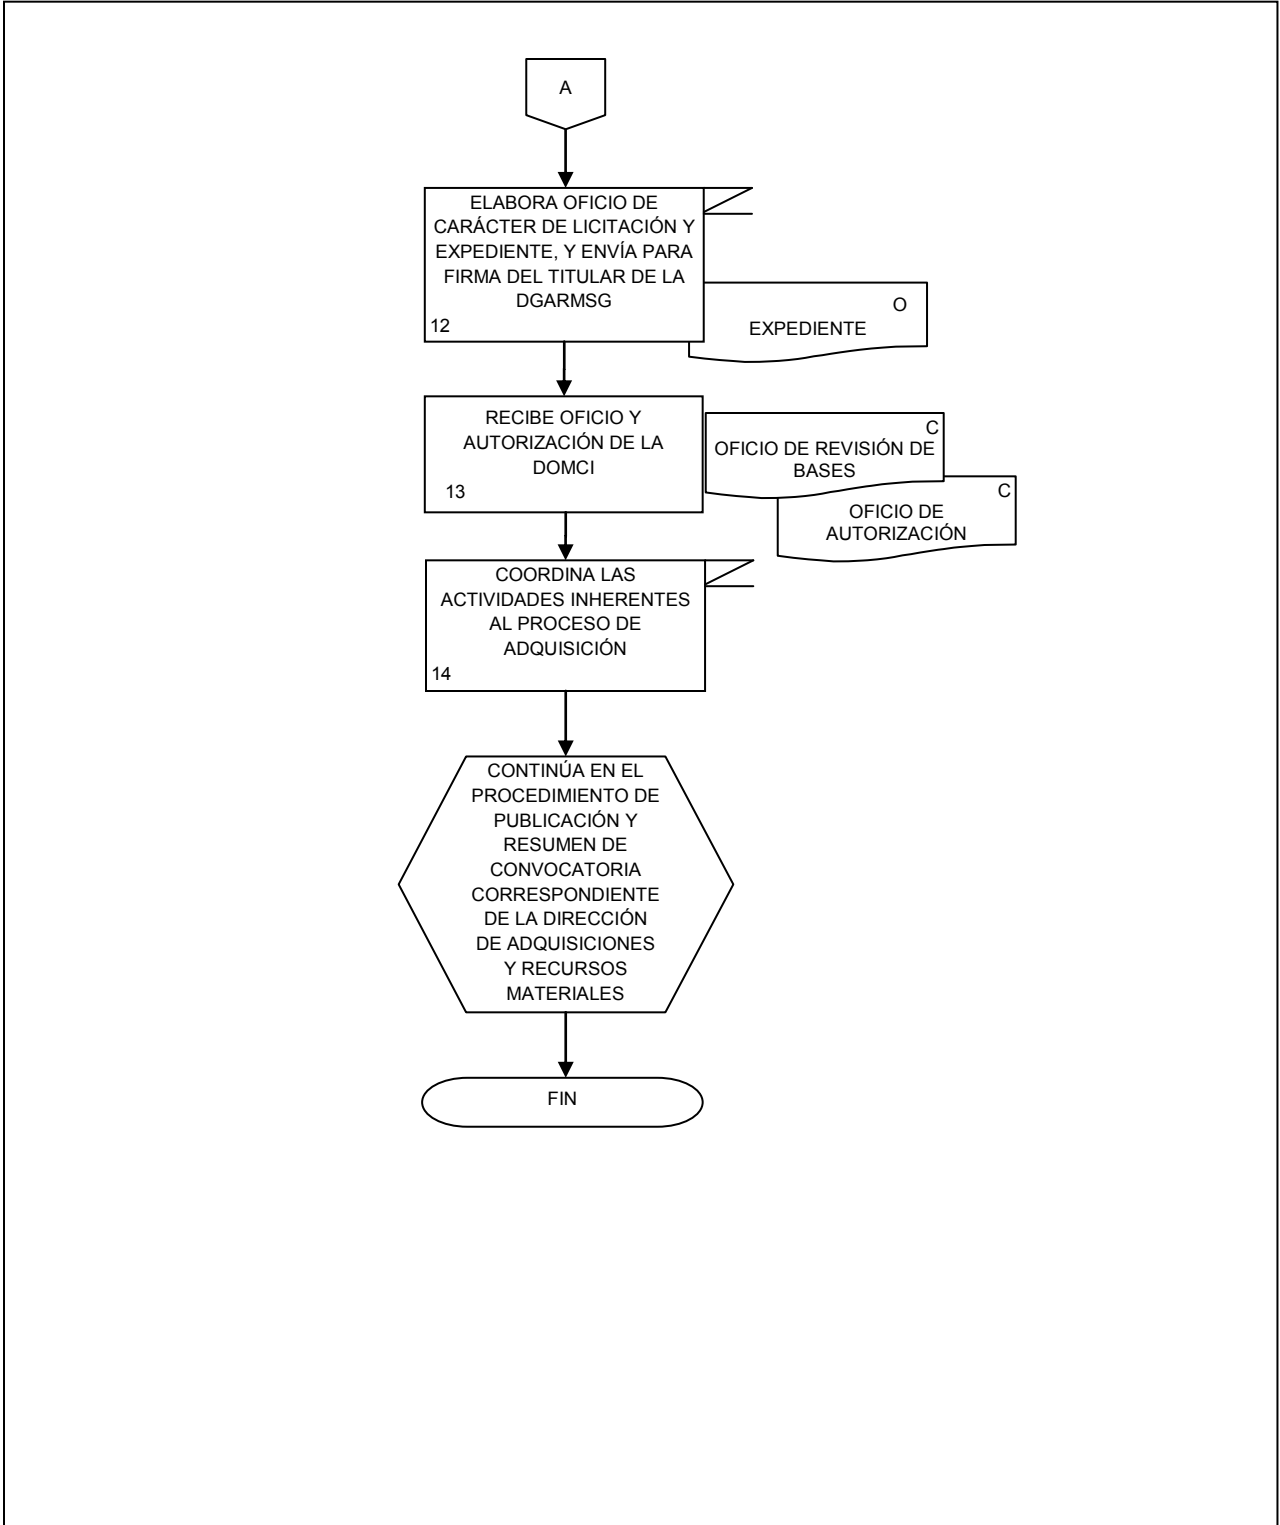 A
ELABORA OFICIO DE
CARÁCTER DE LICITACIÓN Y
EXPEDIENTE, Y ENVÍA PARA
FIRMA DEL TITULAR DE LA
DGARMSG
12
O
EXPEDIENTE
RECIBE OFICIO Y
AUTORIZACIÓN DE LA
DOMCI
13
C
OFICIO DE REVISIÓN DE
BASES
C
OFICIO DE
AUTORIZACIÓN
COORDINA LAS
ACTIVIDADES INHERENTES
AL PROCESO DE
ADQUISICIÓN
14
CONTINÚA EN EL
PROCEDIMIENTO DE
PUBLICACIÓN Y
RESUMEN DE
CONVOCATORIA
CORRESPONDIENTE
DE LA DIRECCIÓN
DE ADQUISICIONES
Y RECURSOS
MATERIALES
FIN